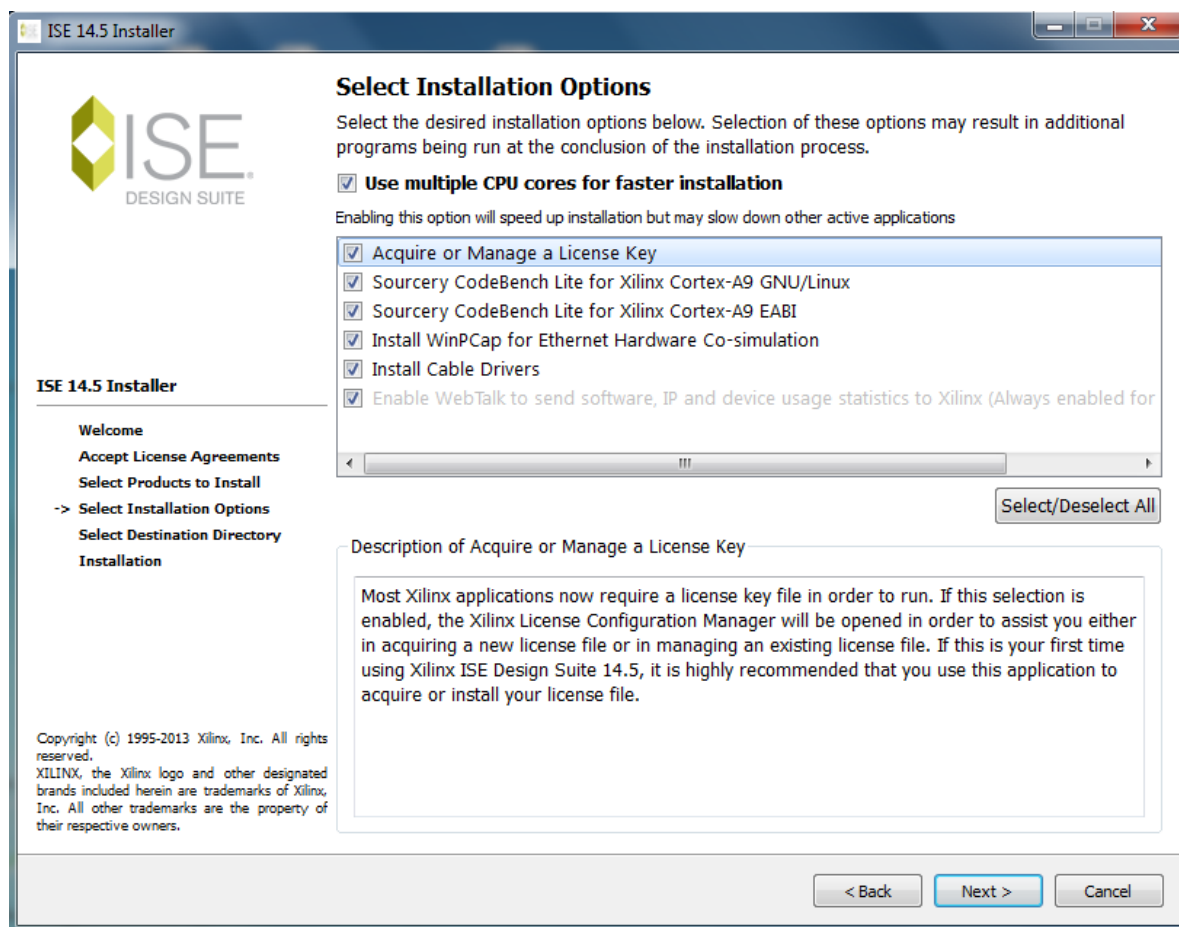 ISE 14.5 Installer
ISE.
DESIGN SUITE
ISE 14.5 Installer
Welcome
Accept License Agreements
Select Products to Install
-> Select Installation Options
Select Destination Directory
Installation
Copyright (c) 1995-2013 Xilinx, Inc. All rights
reserved.
XILINX, the Xilinx logo and other designated
brands included herein are trademarks of Xilinx,
Inc. All other trademarks are the property of
their respective owners.
Select Installation Options
Select the desired installation options below. Selection of these options may result in additional
programs being run at the conclusion of the installation process.
Use multiple CPU cores for faster installation
Enabling this option will speed up installation but may slow down other active applications
Acquire or Manage a License Key
Sourcery CodeBench Lite for Xilinx Cortex-A9 GNU/Linux
Sourcery CodeBench Lite for Xilinx Cortex-A9 EABI
Install WinPCap for Ethernet Hardware Co-simulation
Install Cable Drivers
Enable WebTalk to send software, IP and device usage statistics to Xilinx (Always enabled for
Select/Deselect All
Description of Acquire or Manage a License Key
Most Xilinx applications now require a license key file in order to run. If this selection is
enabled, the Xilinx License Configuration Manager will be opened in order to assist you either
in acquiring a new license file or in managing an existing license file. If this is your first time
using Xilinx ISE Design Suite 14.5, it is highly recommended that you use this application to
acquire or install your license file.
< Back
Next >
Cancel